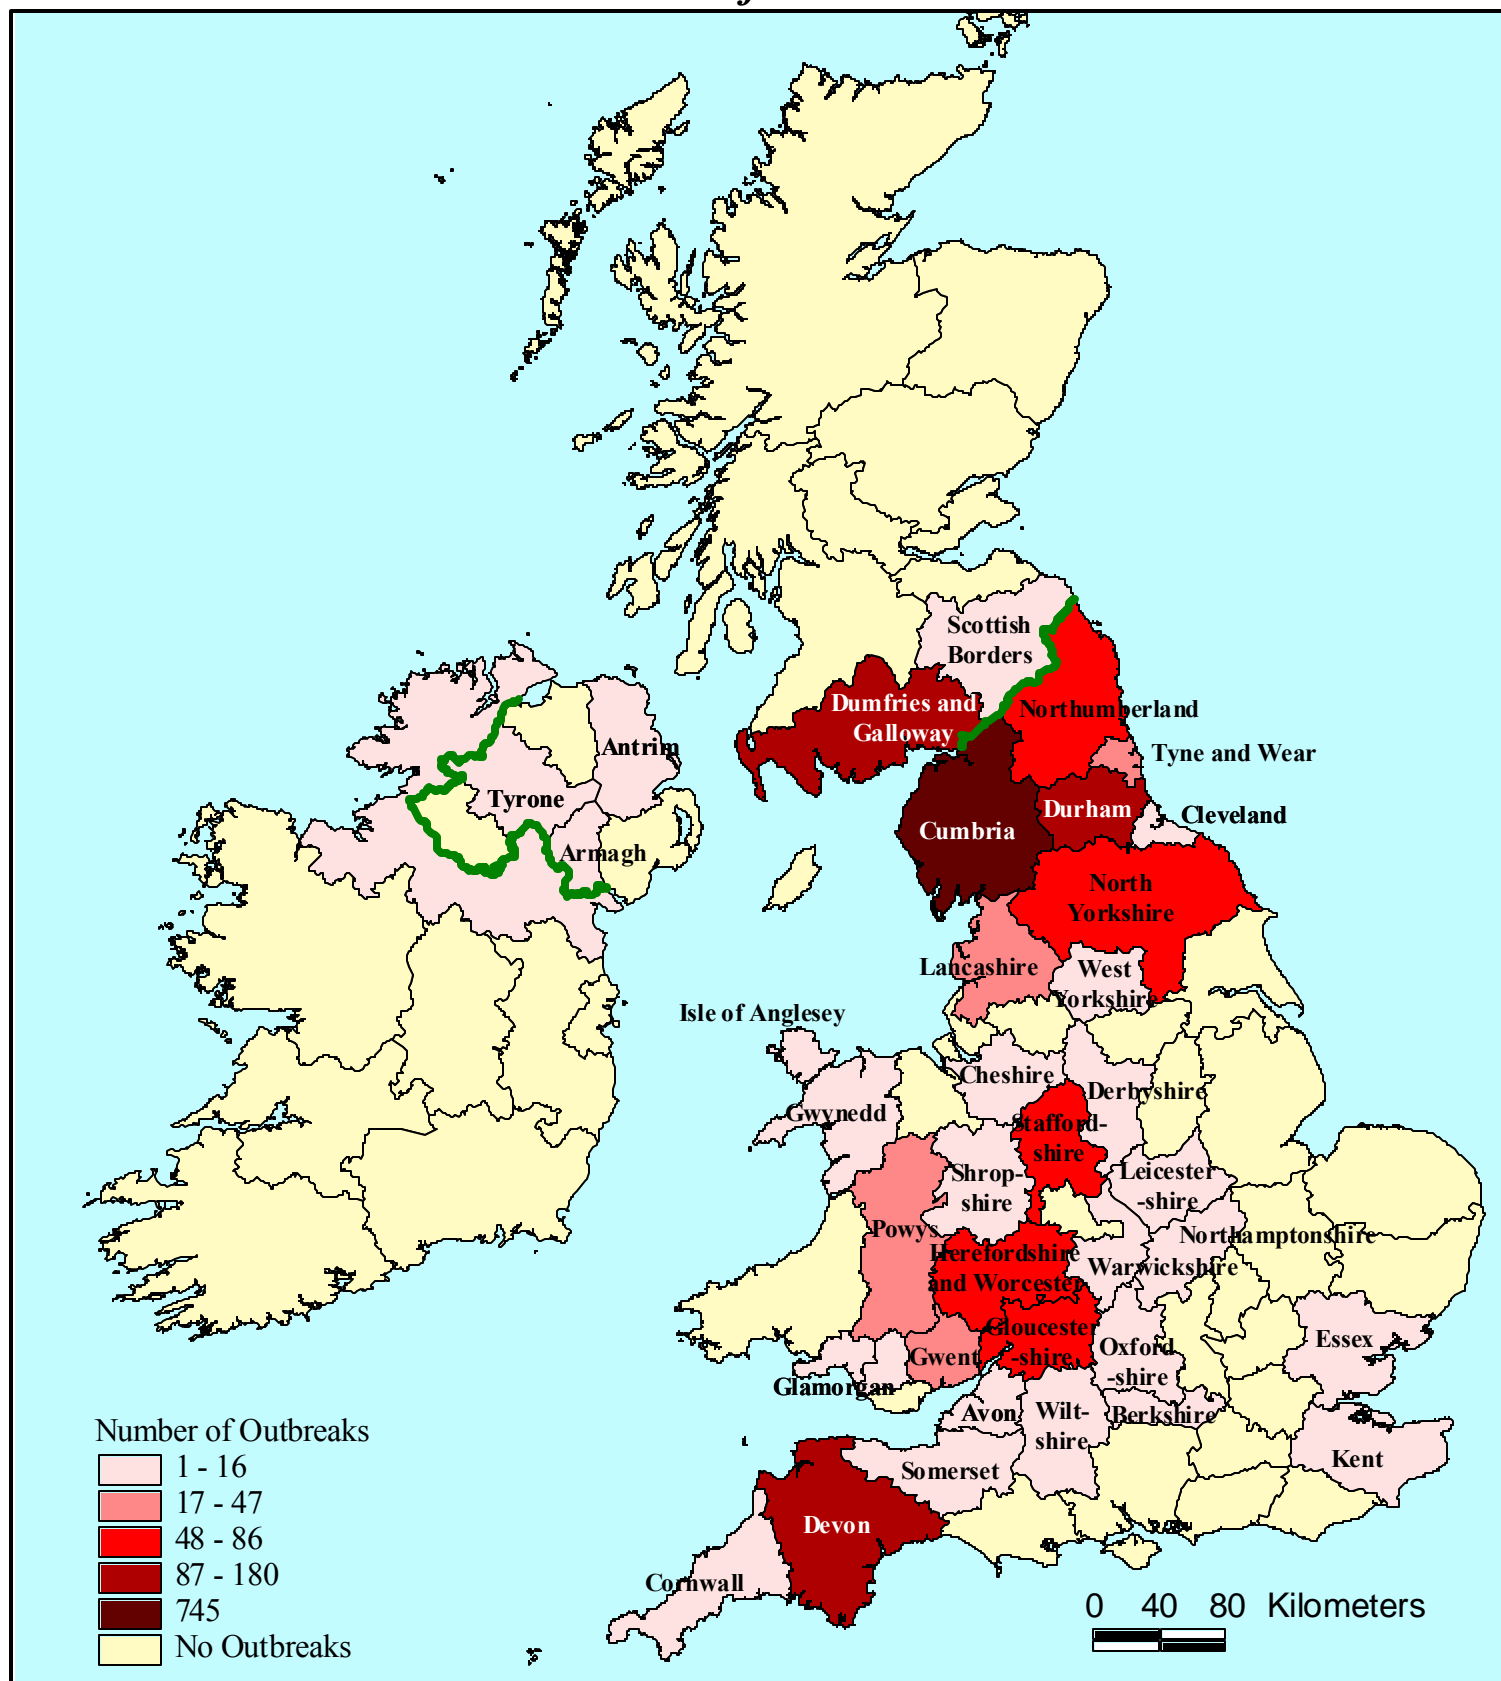 Scottish
Borders
Dumfries and
Galloway
Northumberland
Tyne and Wear
Antrim
Tyrone
Armagh
Cumbria
Durham
Cleveland
North
Yorkshire
Lancashire
West
Yorkshire
Isle of Anglesey
Gwynedd
Cheshire
Derbyshire
Stafford-
shire
Shrop-
shire
Leicester
-shire
Powys
Northamptonshire
Herefordshire
and Worcester
Warwickshire
Gloucester
-shire
Gwent
Oxford
-shire
Essex
Glamorgan
Avon
Wilt-
shire
Berkshire
Somerset
Kent
Devon
Cornwall
Number of Outbreaks
1 - 16
17 - 47
48 - 86
87 - 180
745
No Outbreaks
0 40 80 Kilometers